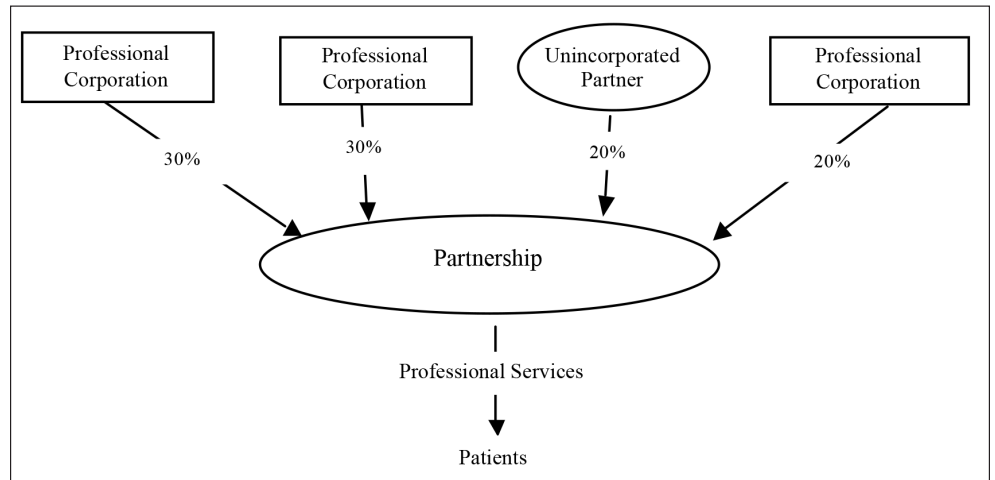 Professional
Corporation
Professional
Corporation
Unincorporated
Partner
Professional
Corporation
30%
30%
20%
20%
Partnership
Professional Services
Patients